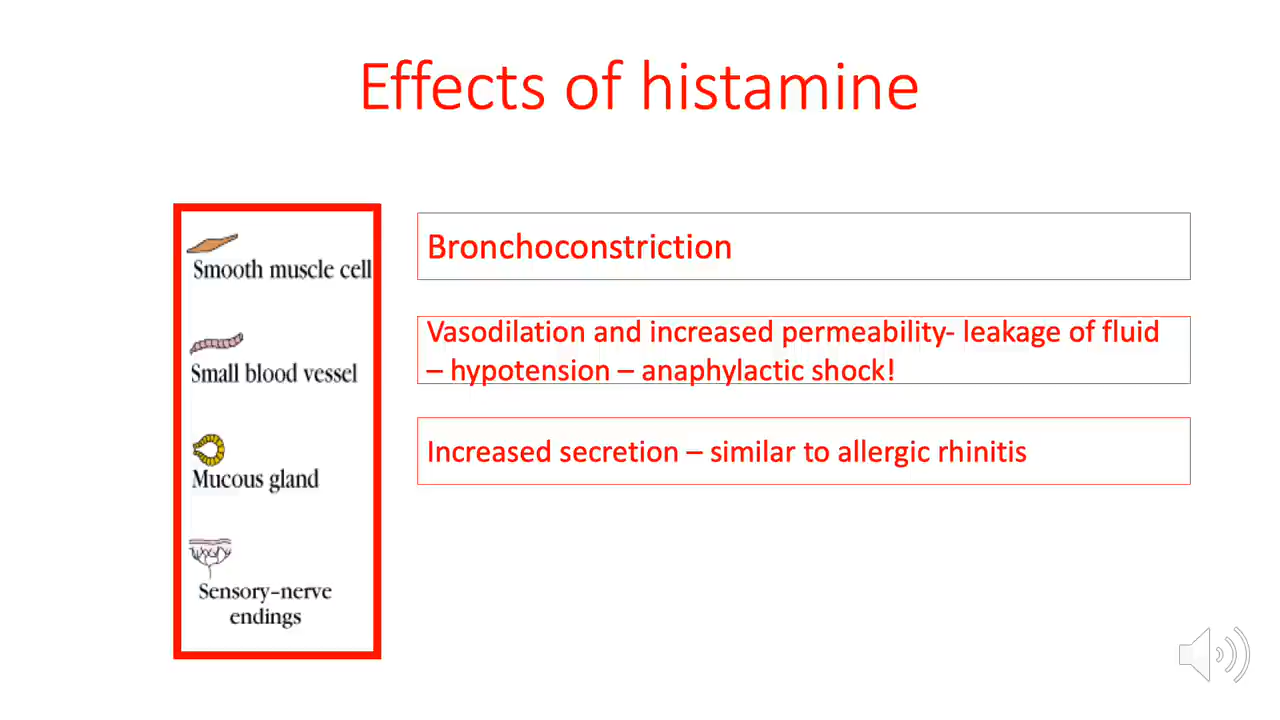 Effects of histamine
Smooth muscle cell
Bronchoconstriction
Small blood vessel
Vasodilation and increased permeability- leakage of fluid
– hypotension – anaphylactic shock!
Mucous gland
Increased secretion – similar to allergic rhinitis
Sensory–nerve
endings